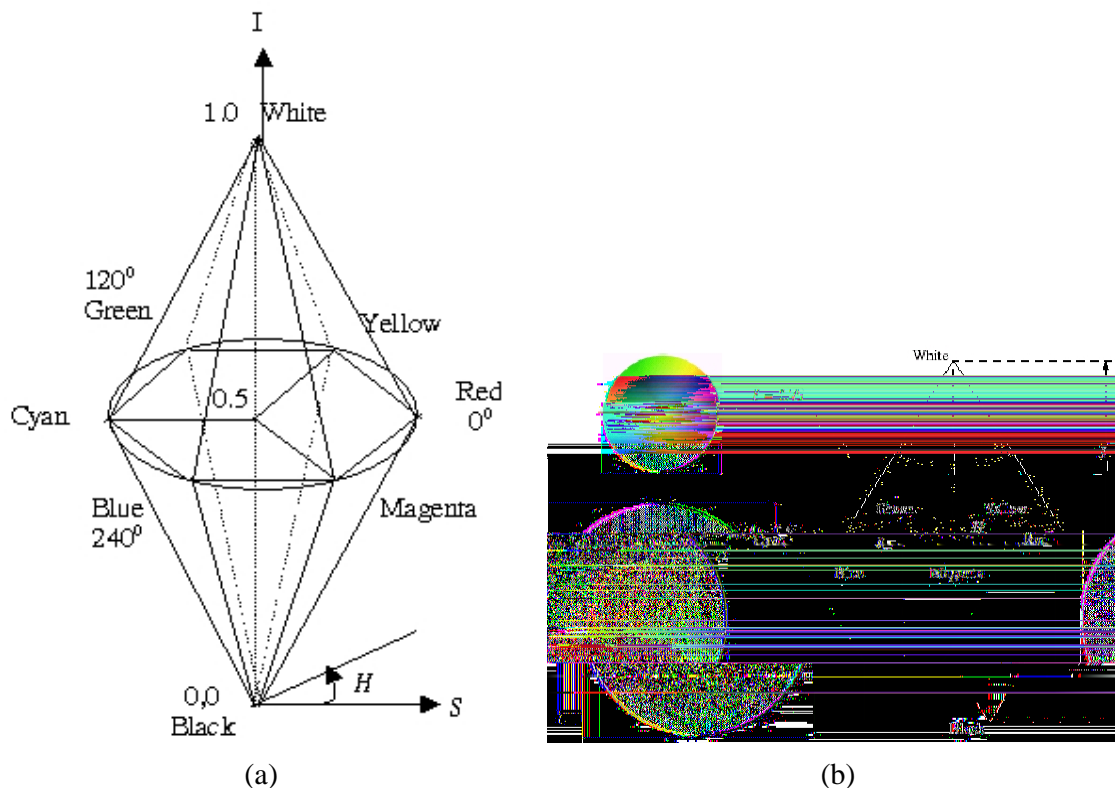 I
1.0 White
120⁰
Green
Yellow
0.5
Cyan
Red
0⁰
Blue
240⁰
Magenta
0,0
Black
H
S
(a)
White
(b)